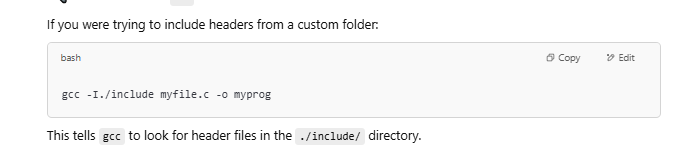 If you were trying to include headers from a custom folder:
bash Copy Edit
gcc -I./include myfile.c -o myprog
This tells gcc to look for header files in the ./include/ directory.